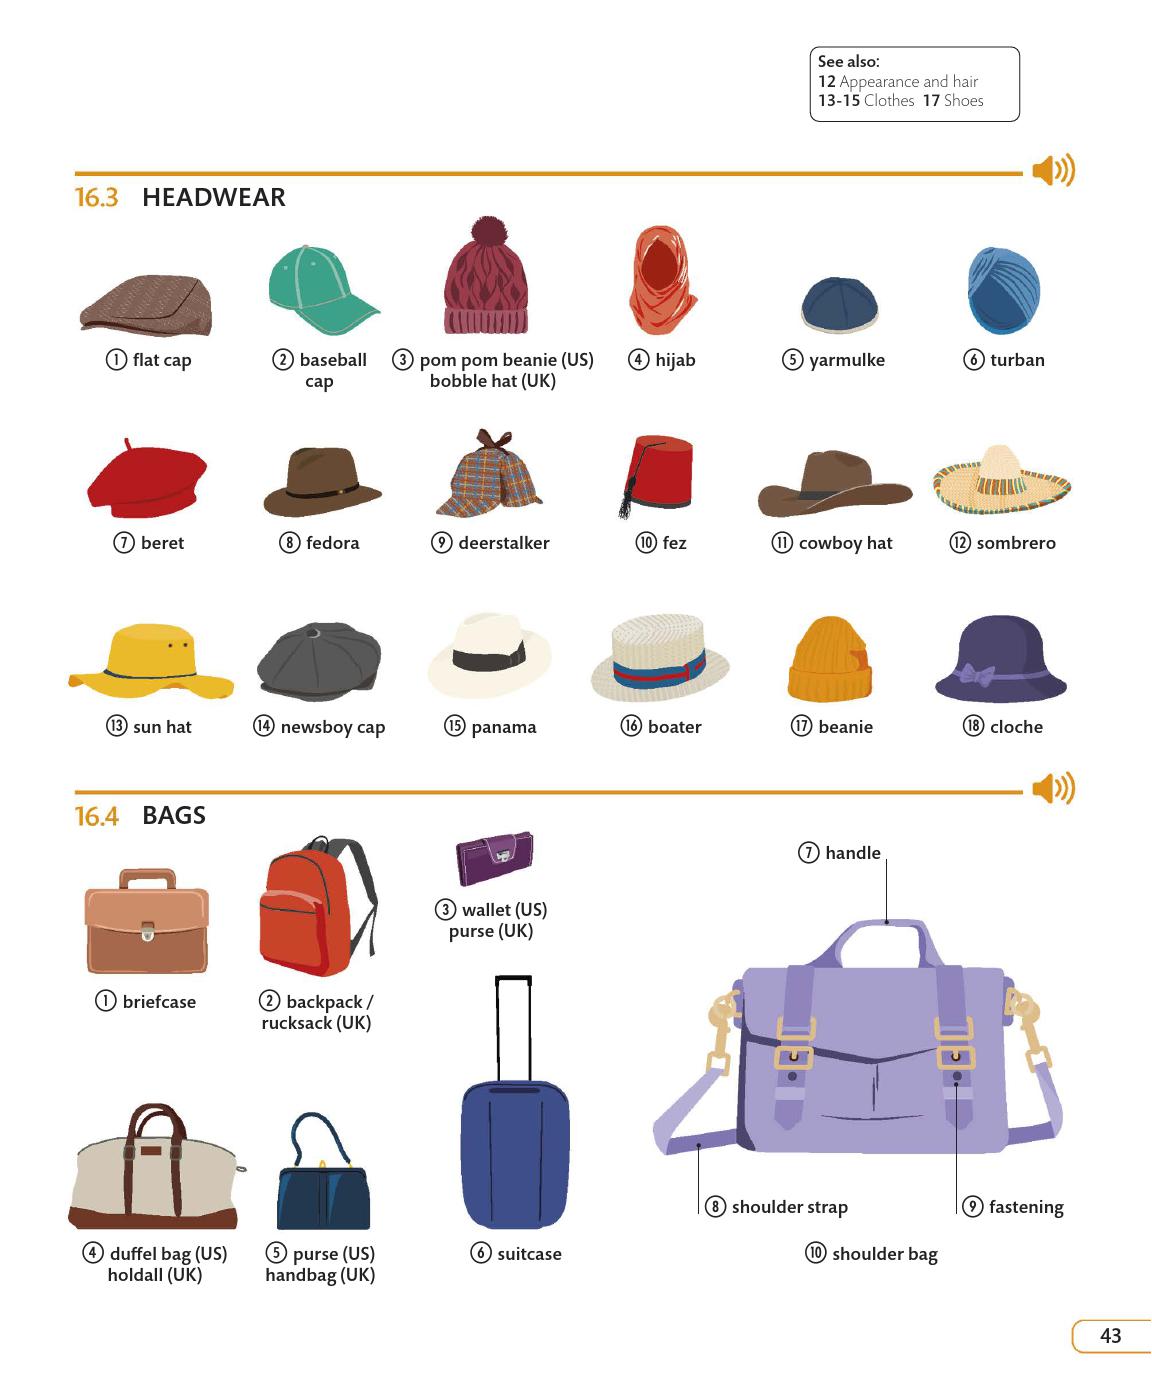 See also:
12 Appearance and hair
13-15 Clothes 17 Shoes
16.3 HEADWEAR
1 flat cap
2 baseball
cap
3 pom pom beanie (US)
bobble hat (UK)
4 hijab
5 yarmulke
6 turban
7 beret
8 fedora
9 deerstalker
10 fez
11 cowboy hat
12 sombrero
13 sun hat
14 newsboy cap
15 panama
16 boater
17 beanie
18 cloche
16.4 BAGS
1 briefcase
2 backpack /
rucksack (UK)
3 wallet (US)
purse (UK)
4 duffel bag (US)
holdall (UK)
5 purse (US)
handbag (UK)
6 suitcase
7 handle
8 shoulder strap
9 fastening
10 shoulder bag
43